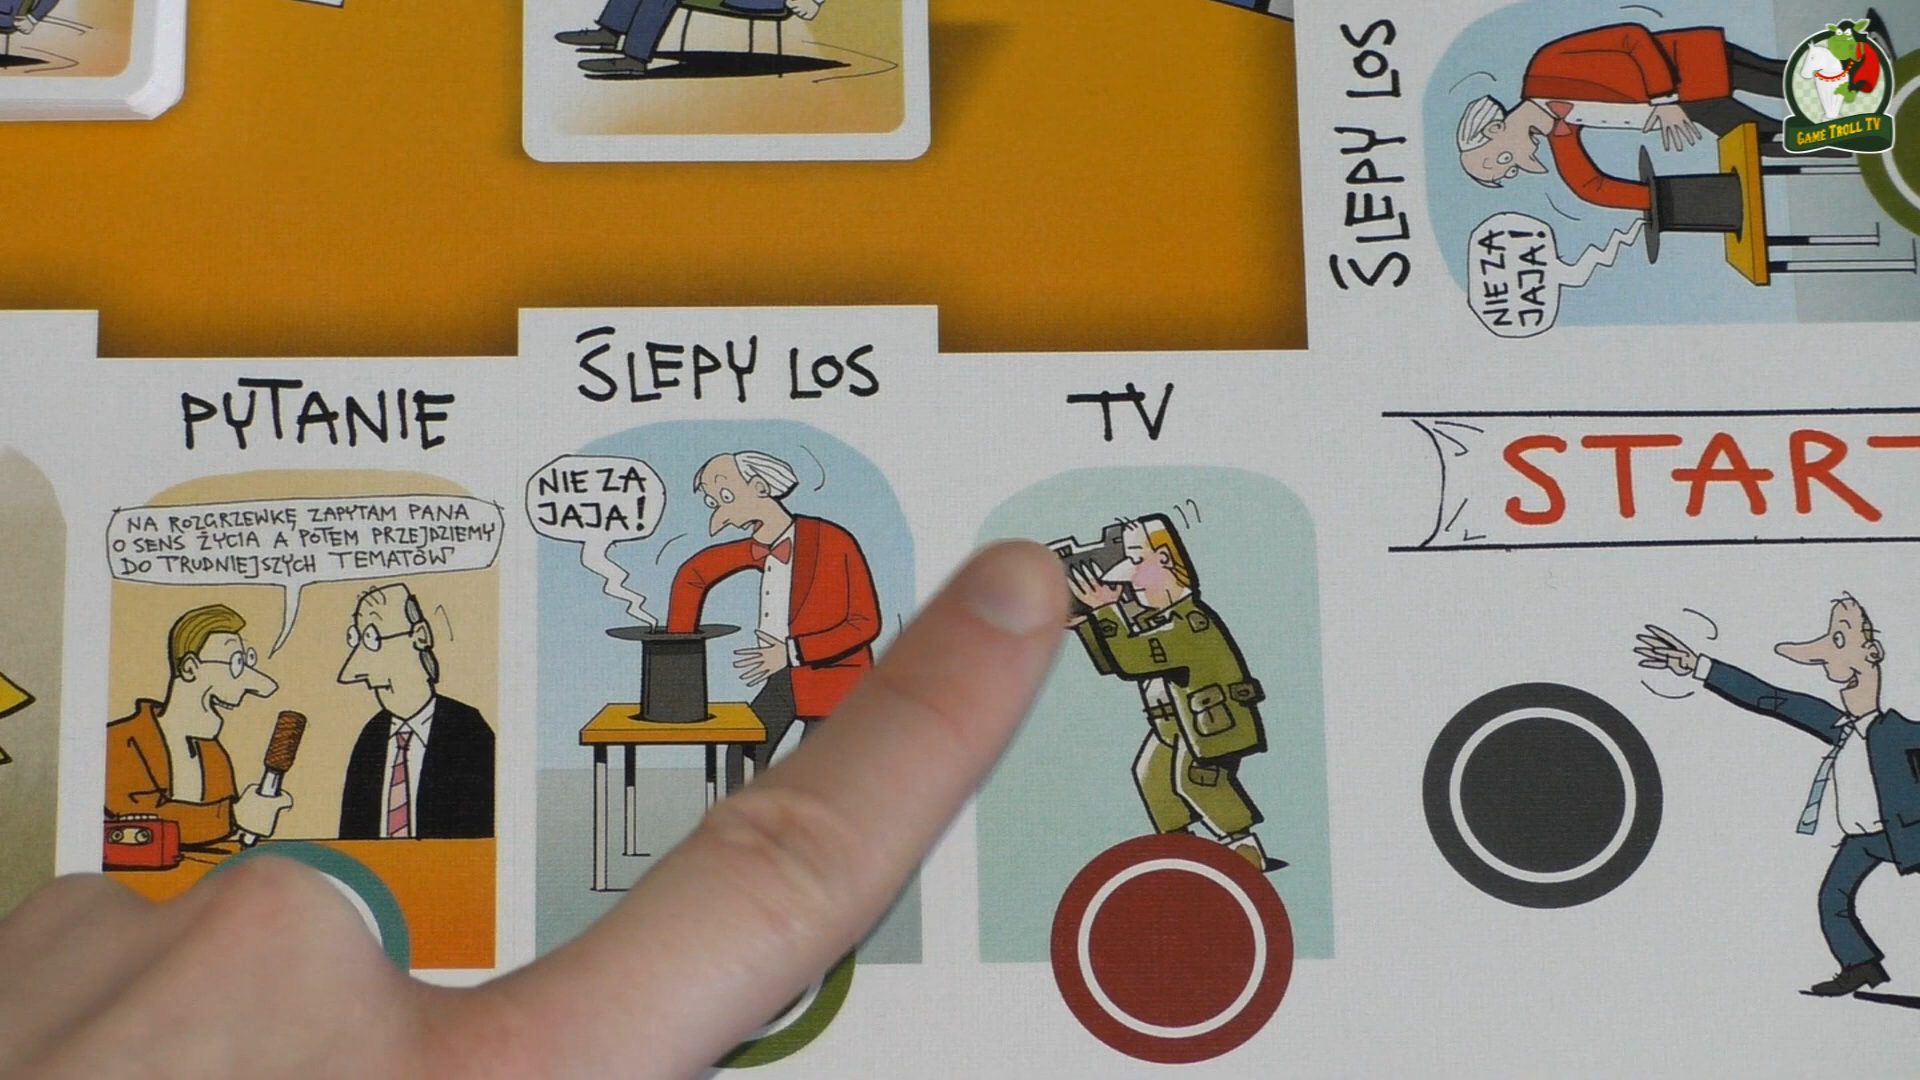 GAME TROLL TV
ŚLEPY LOS
NIE ZA
JAJA!
PYTANIE
ŚLEPY LOS
TV
START
NA ROZGRZEWKĘ ZAPYTAM PANA
O SENS ŻYCIA A POTEM PRZEJDZIEMY
DO TRUDNIEJSZYCH TEMATÓW
NIE ZA
JAJA!